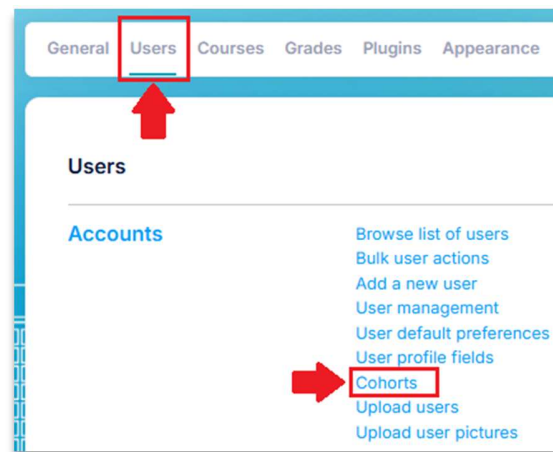 General Users Courses Grades Plugins Appearance
Users
Accounts
Browse list of users
Bulk user actions
Add a new user
User management
User default preferences
User profile fields
Cohorts
Upload users
Upload user pictures